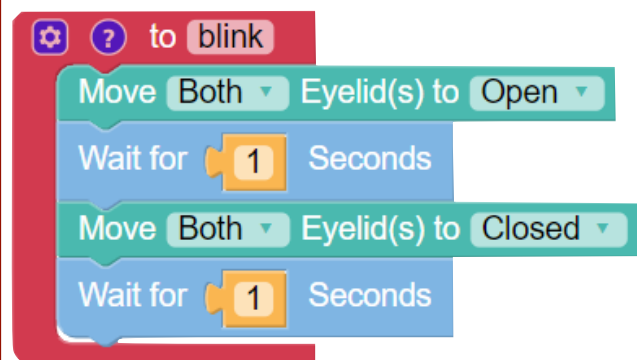 ? to blink
Move Both Eyelid(s) to Open
Wait for 1 Seconds
Move Both Eyelid(s) to Closed
Wait for 1 Seconds